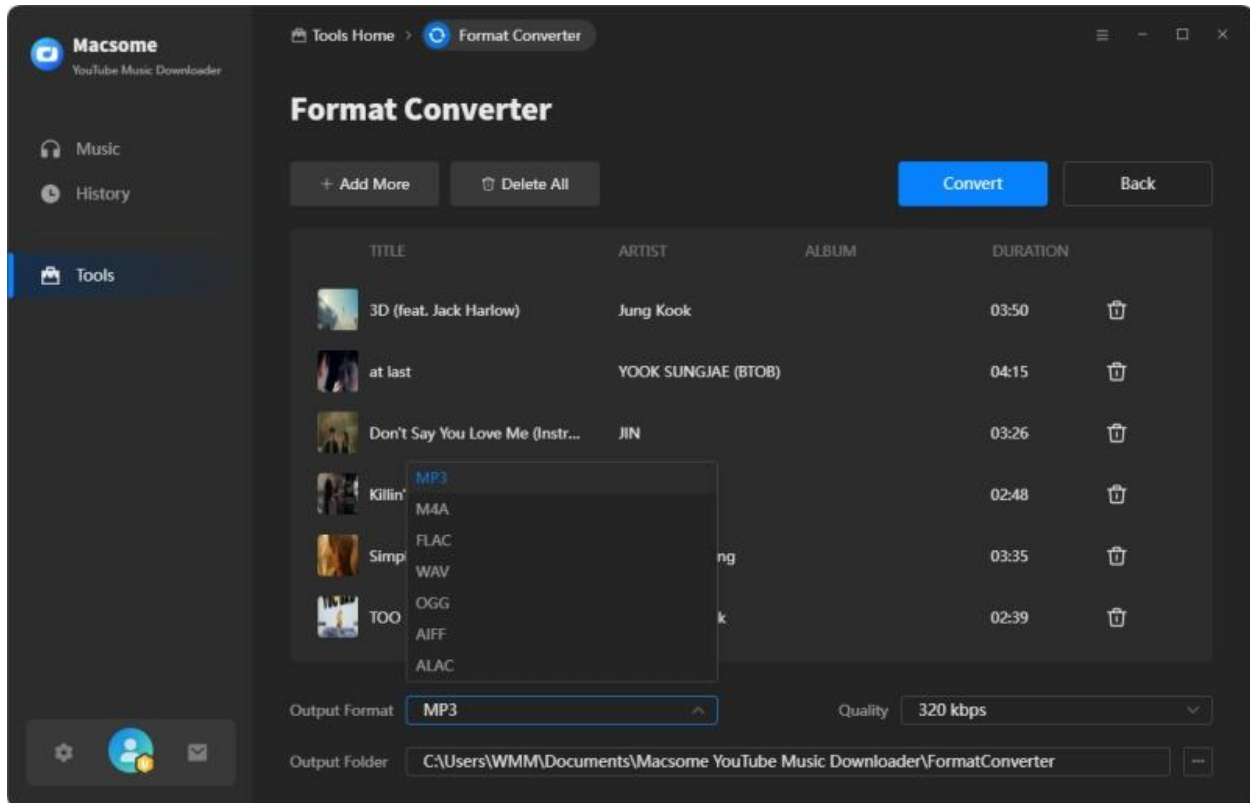 Macsome
YouTube Music Downloader
Tools Home > Format Converter
Music
History
Tools
Format Converter
+ Add More
Delete All
Convert
Back
TITLE ARTIST ALBUM DURATION
3D (feat. Jack Harlow) Jung Kook 03:50
at last YOOK SUNGJAE (BTOB) 04:15
Don't Say You Love Me (Instr... JIN 03:26
Killin' 02:48
Simpl ng 03:35
TOO k 02:39
MP3
M4A
FLAC
WAV
OGG
AIFF
ALAC
Output Format MP3 Quality 320 kbps
Output Folder C:\Users\WMM\Documents\Macsome YouTube Music Downloader\FormatConverter ...